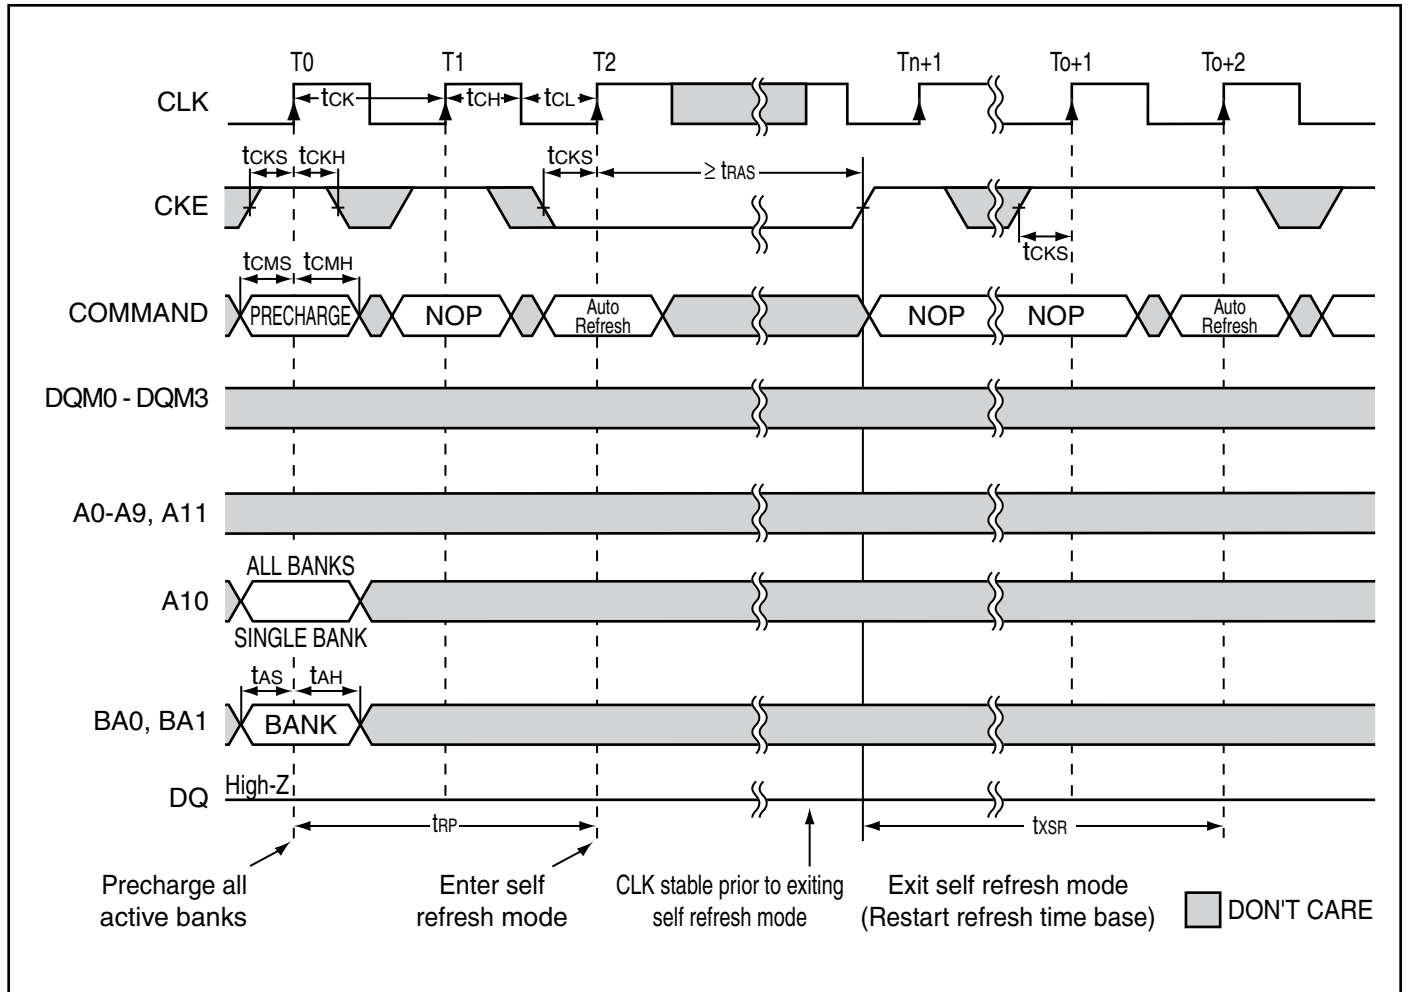 T0 T1 T2 Tn+1 To+1 To+2
CLK tCK tCH tCL
tCKS tCKH tCKS ≥ tRAS
CKE
tCKS
tCMS tCMH
COMMAND PRECHARGE NOP Auto Refresh NOP NOP Auto Refresh
DQM0 - DQM3
A0-A9, A11
ALL BANKS
A10
SINGLE BANK
tAS tAH
BA0, BA1 BANK
High-Z
DQ
tRP tXSR
Precharge all
active banks
Enter self
refresh mode
CLK stable prior to exiting
self refresh mode
Exit self refresh mode
(Restart refresh time base)
DON'T CARE